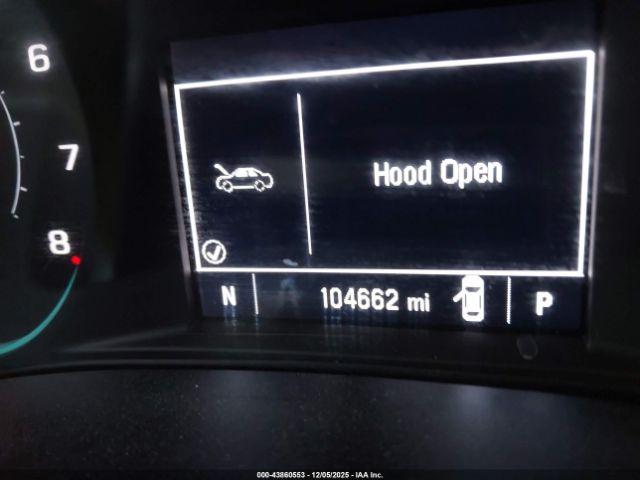 6
7
8
Hood Open
N 104662 mi P
000-43860553 - 12/05/2025 - IAA Inc.